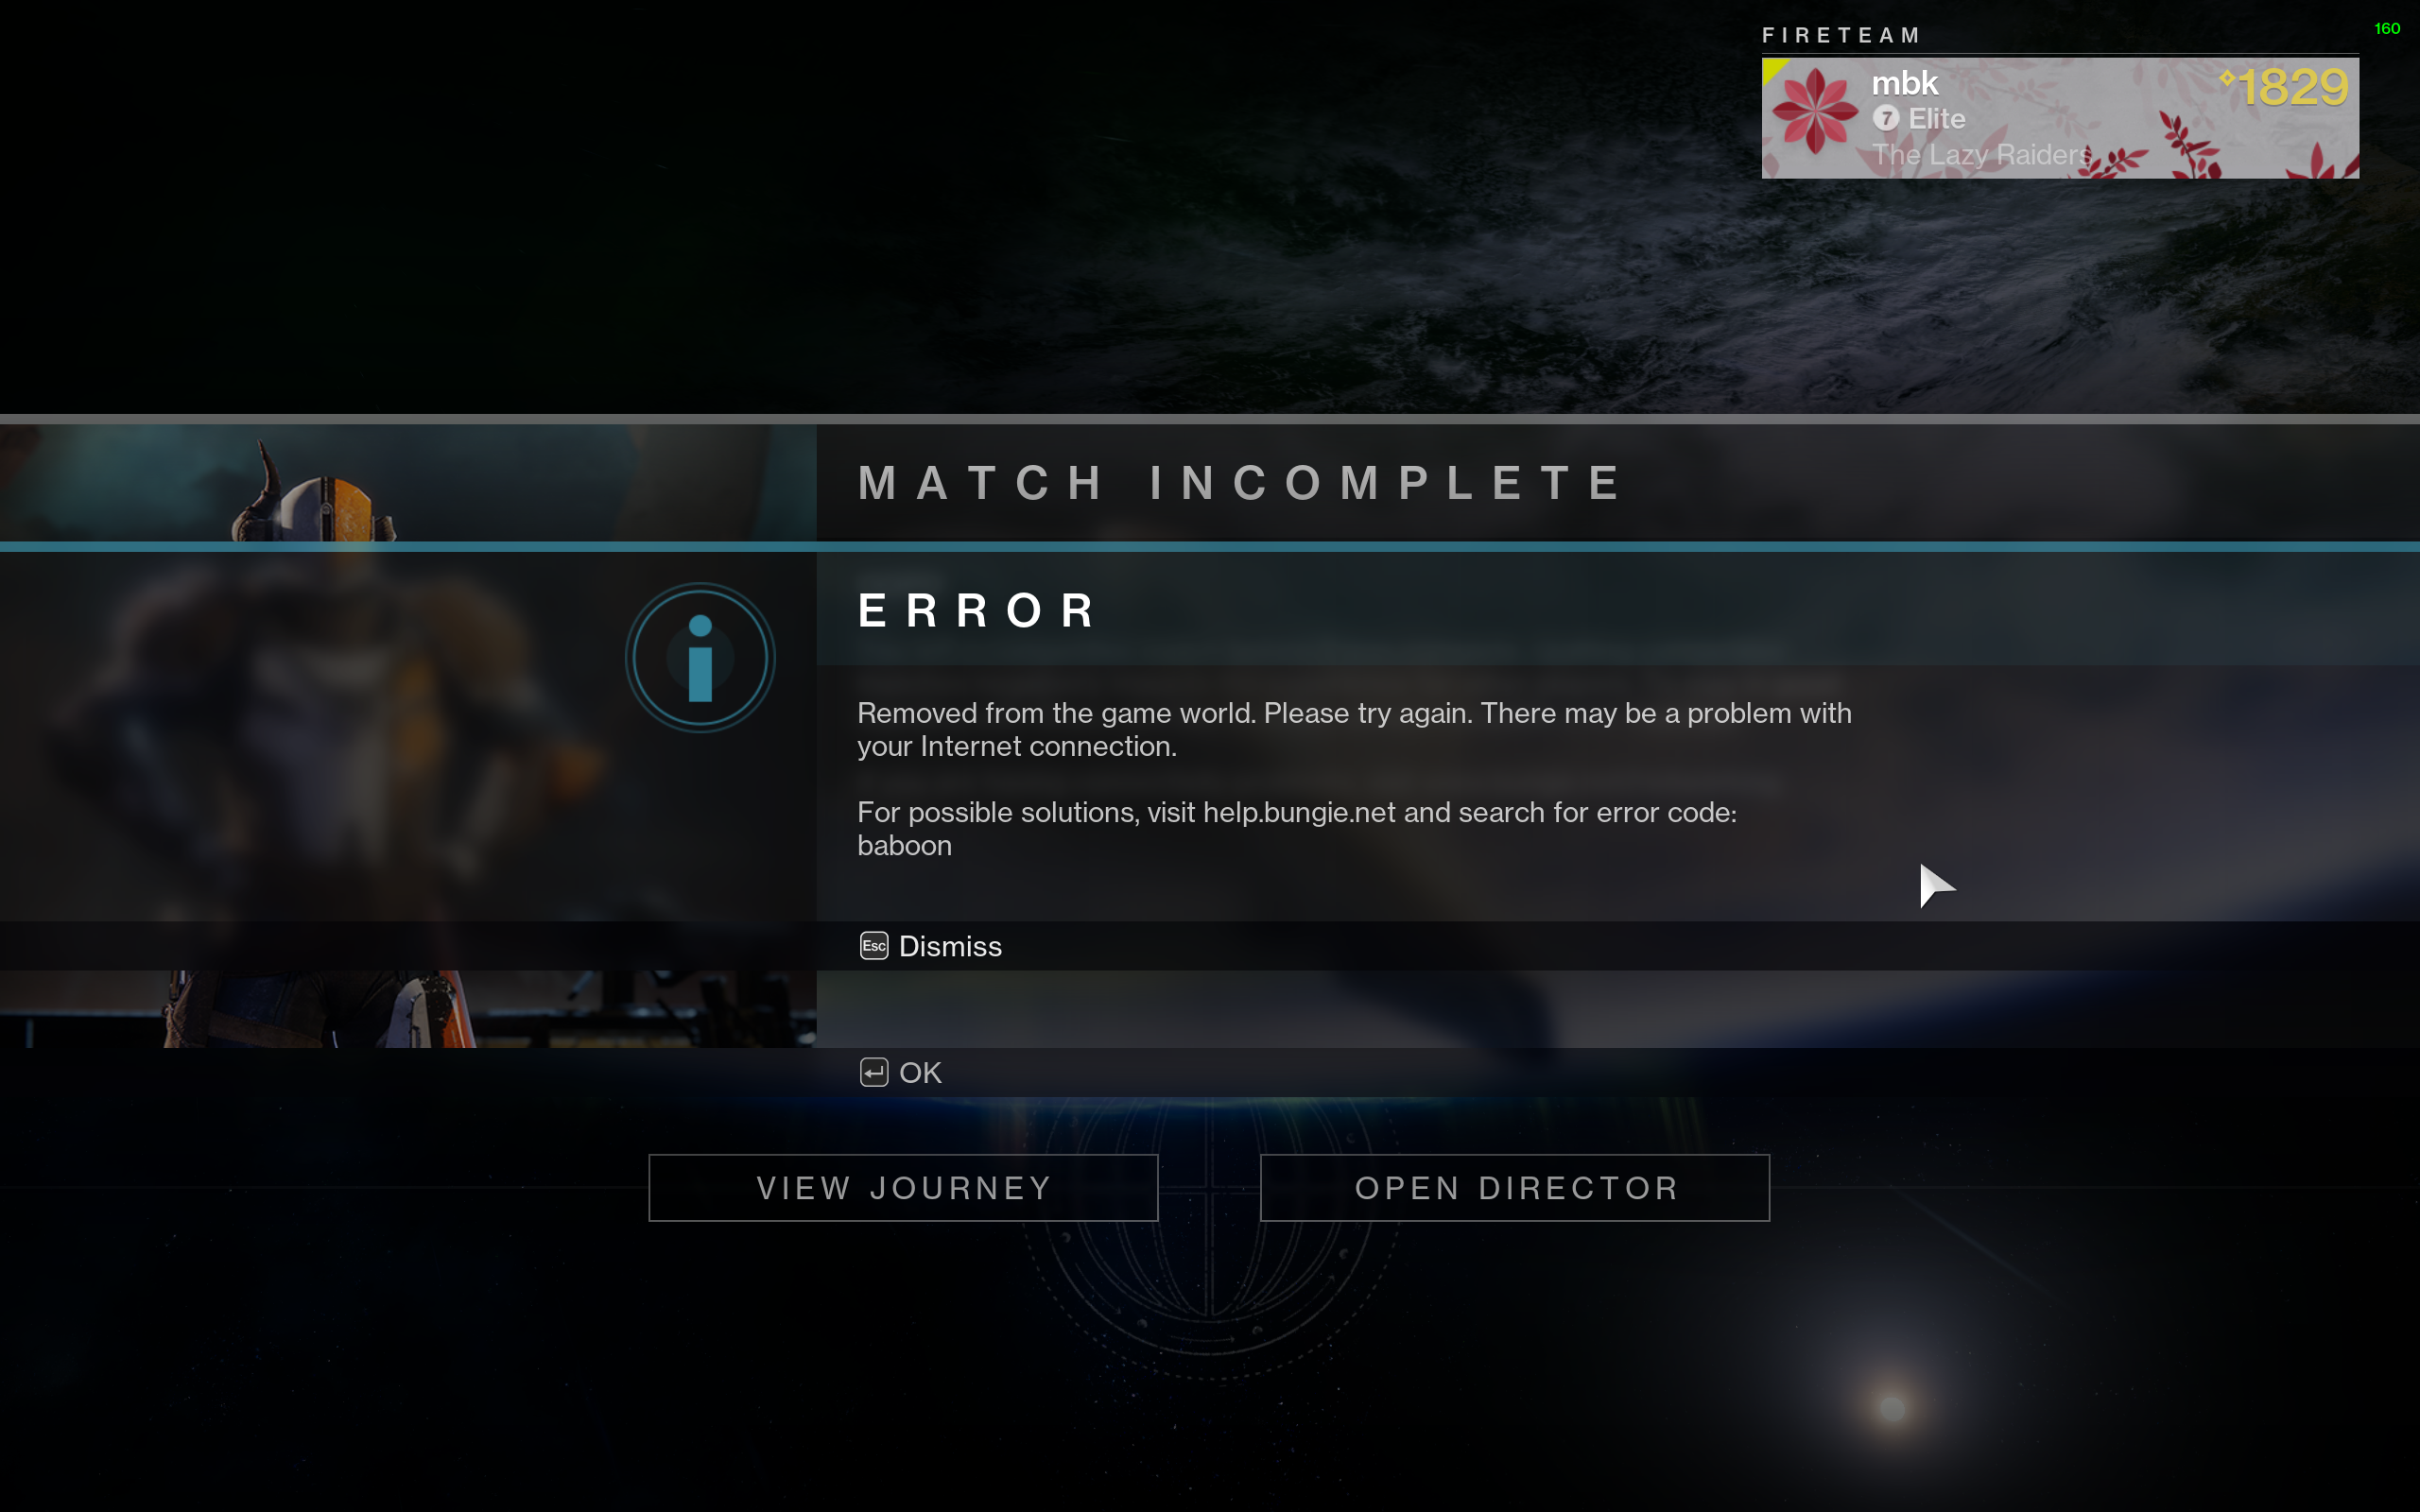 160
FIRETEAM
mbk
1829
7 Elite
The Lazy Raiders
MATCH INCOMPLETE
ERROR
Removed from the game world. Please try again. There may be a problem with
your Internet connection.
For possible solutions, visit help.bungie.net and search for error code:
baboon
Esc Dismiss
OK
VIEW JOURNEY
OPEN DIRECTOR